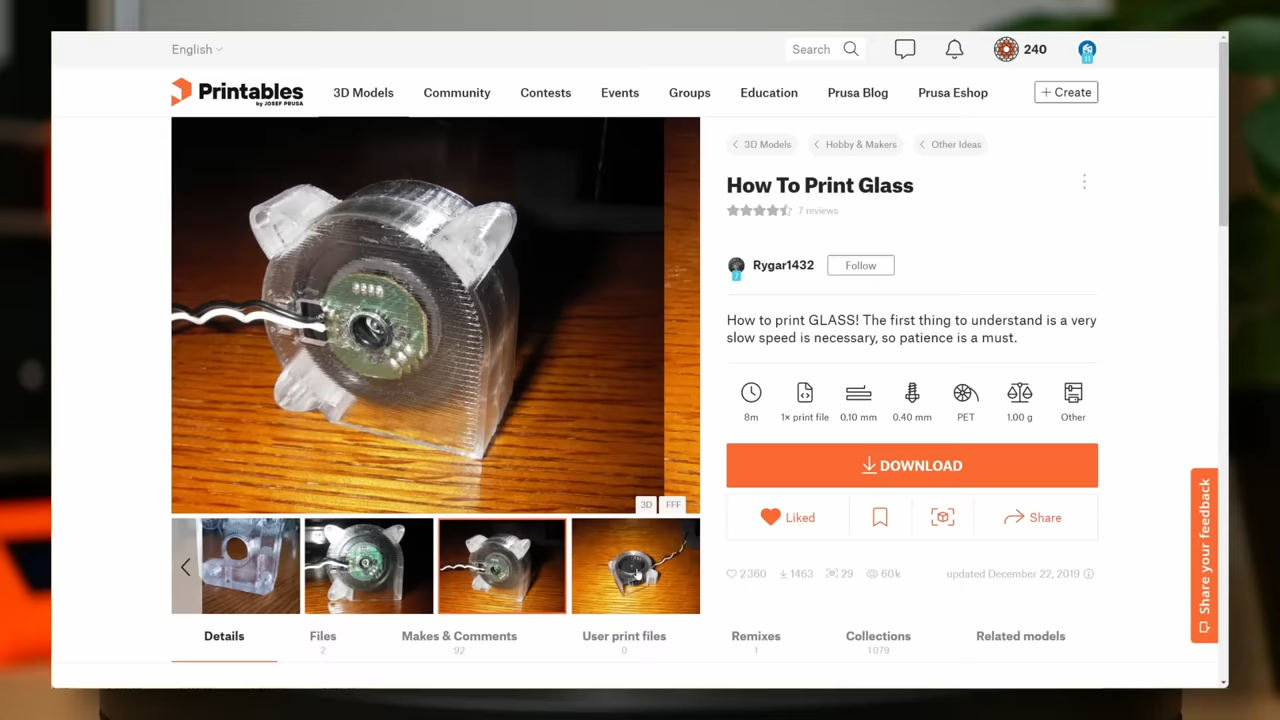 English
Search
240
Printables
by JOSEF PRUSA
3D Models
Community
Contests
Events
Groups
Education
Prusa Blog
Prusa Eshop
+ Create
3D Models
Hobby & Makers
Other Ideas
How To Print Glass
7 reviews
Rygar1432
Follow
How to print GLASS! The first thing to understand is a very
slow speed is necessary, so patience is a must.
8m
1× print file
0.10 mm
0.40 mm
PET
1.00 g
Other
DOWNLOAD
3D
FFF
Liked
Share
2360
1463
29
60k
updated December 22, 2019
Share your feedback
Details
Files
2
Makes & Comments
92
User print files
0
Remixes
1
Collections
1079
Related models